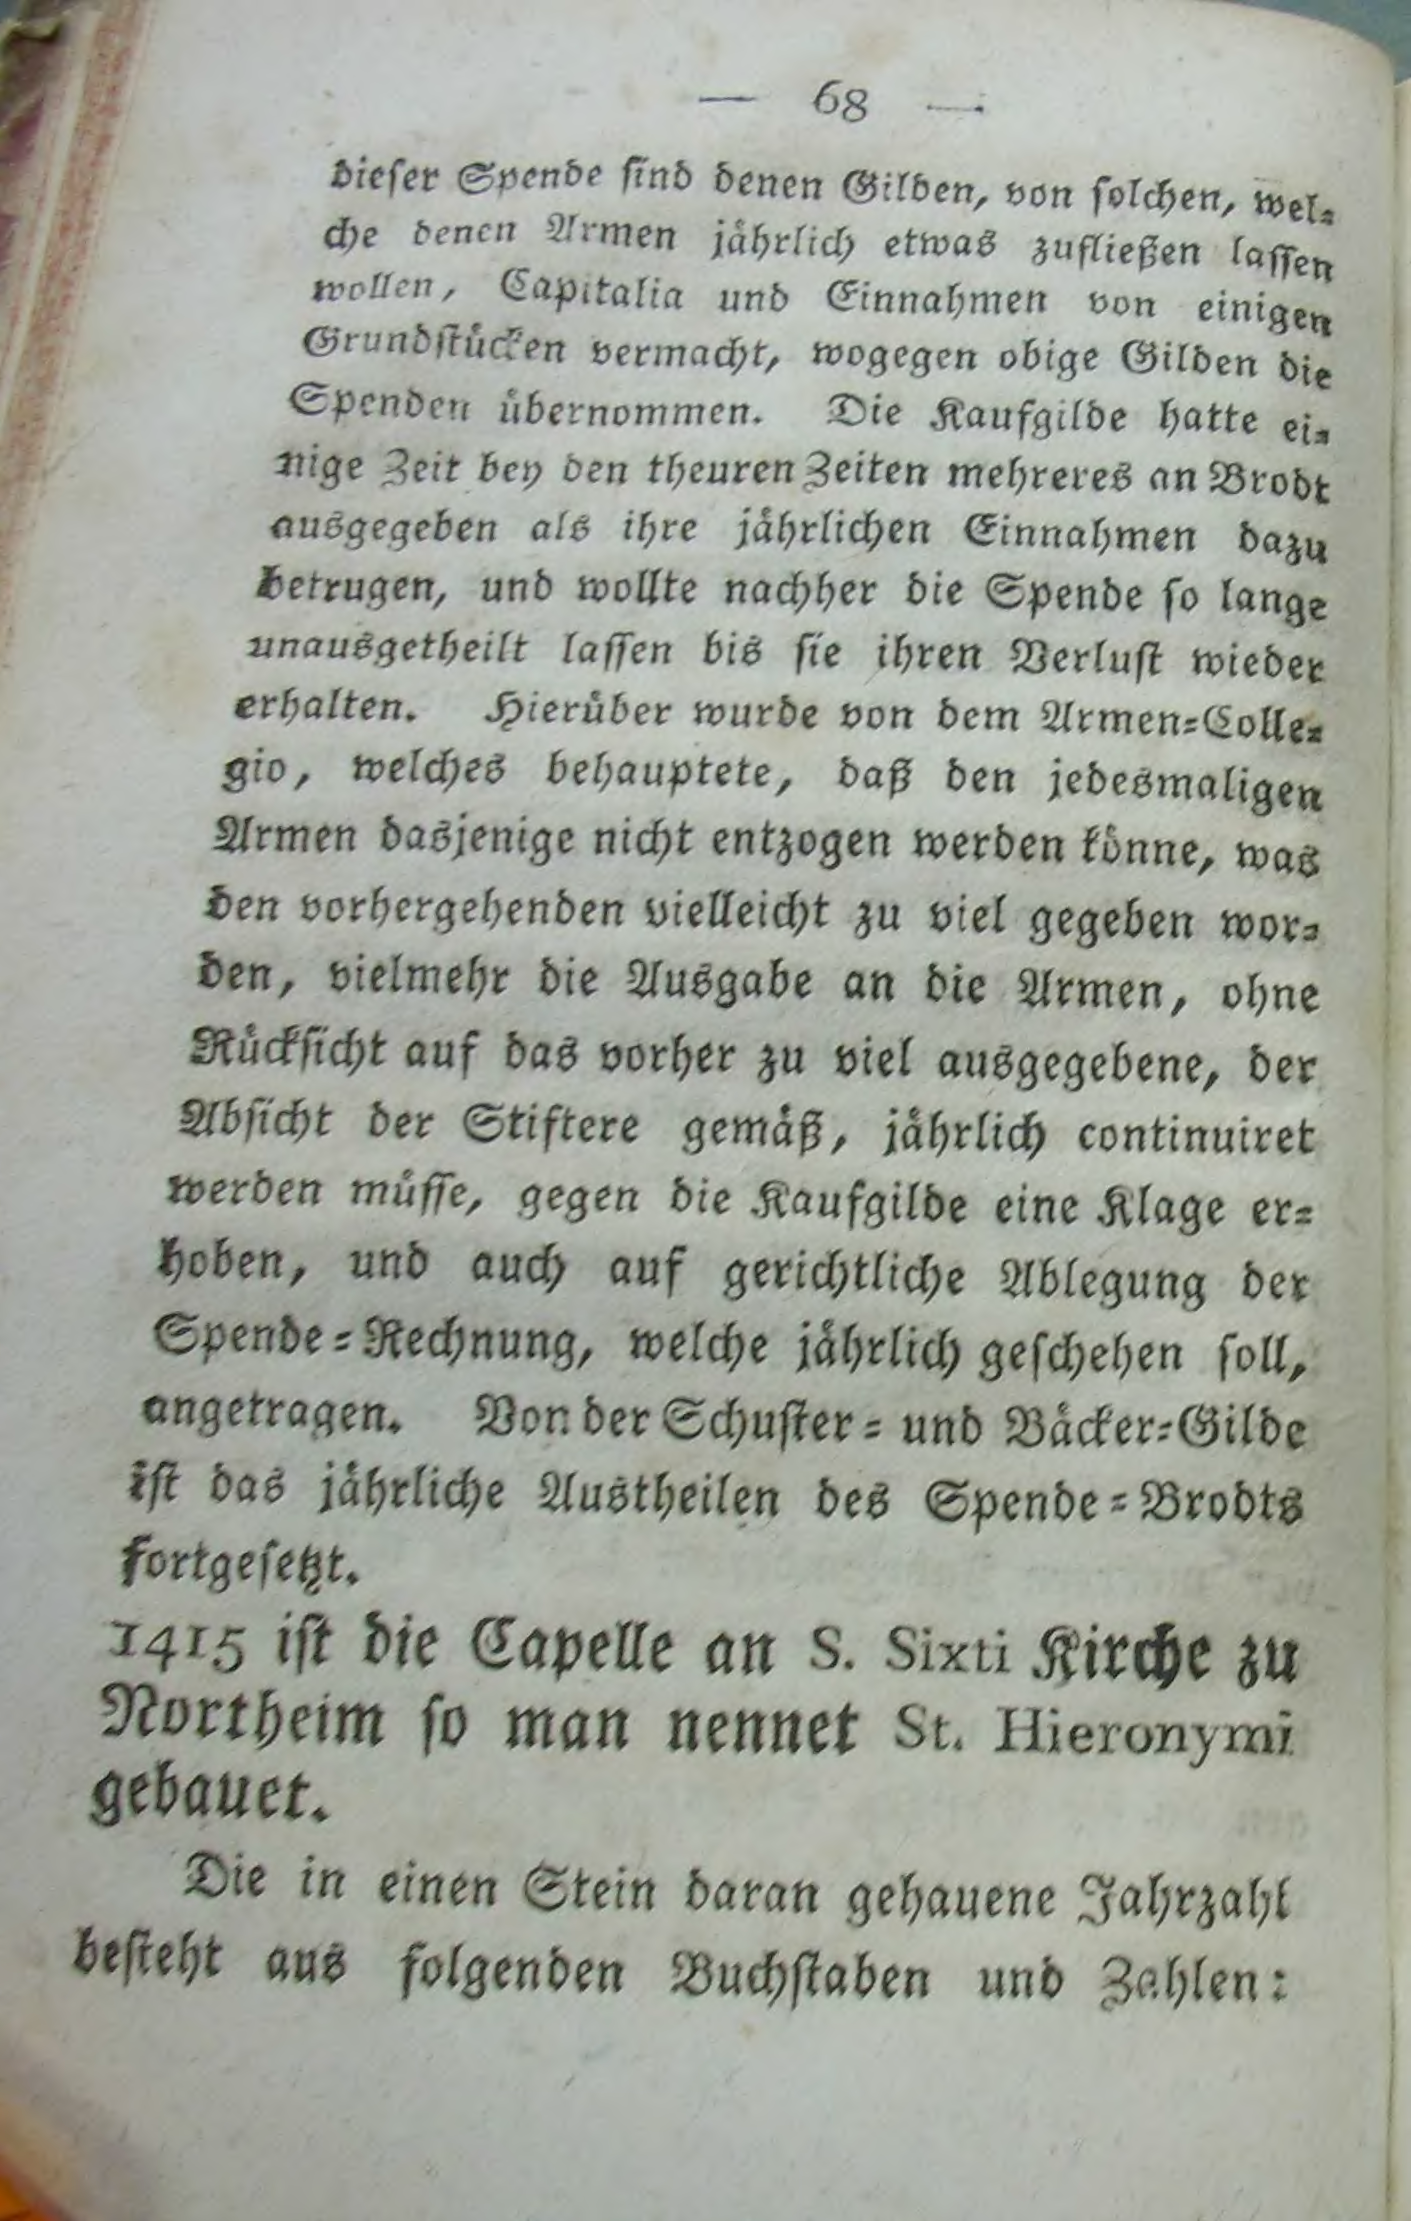 — 68 —
dieser Spende sind denen Gilden, von solchen, wel-
che denen Armen jährlich etwas zufließen lassen
wollen, Capitalia und Einnahmen von einigen
Grundstücken vermacht, wogegen obige Gilden die
Spenden übernommen. Die Kaufgilde hatte ei-
nige Zeit bey den theuren Zeiten mehreres an Brodt
ausgegeben als ihre jährlichen Einnahmen dazu
betrugen, und wollte nachher die Spende so lange
unausgetheilt lassen bis sie ihren Verlust wieder
erhalten. Hierüber wurde von dem Armen-Colle-
gio, welches behauptete, daß den jedesmaligen
Armen dasjenige nicht entzogen werden könne, was
den vorhergehenden vielleicht zu viel gegeben wor-
den, vielmehr die Ausgabe an die Armen, ohne
Rücksicht auf das vorher zu viel ausgegebene, der
Absicht der Stiftere gemäß, jährlich continuiret
werden müsse, gegen die Kaufgilde eine Klage er-
hoben, und auch auf gerichtliche Ablegung der
Spende-Rechnung, welche jährlich geschehen soll,
angetragen. Von der Schuster- und Bäcker-Gilde
ist das jährliche Austheilen des Spende-Brodts
fortgesetzt.
1415 ist die Capelle an S. Sixti Kirche zu
Northeim so man nennet St. Hieronymi
gebauet.
Die in einen Stein daran gehauene Jahrzahl
besteht aus folgenden Buchstaben und Zahlen: